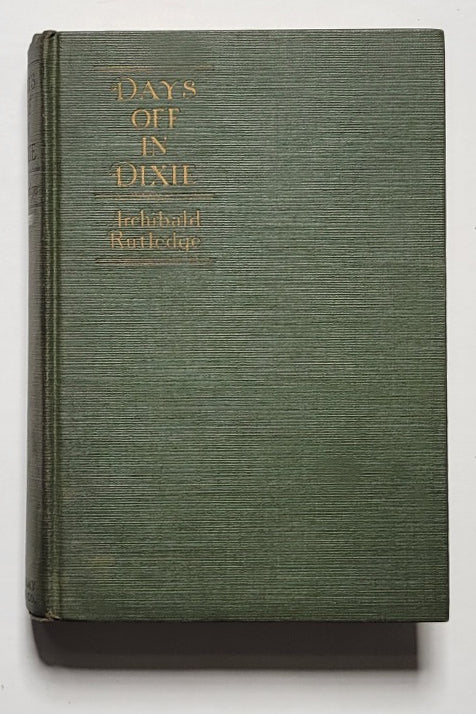 DAYS
OFF
IN
DIXIE
Archibald
Rutledge